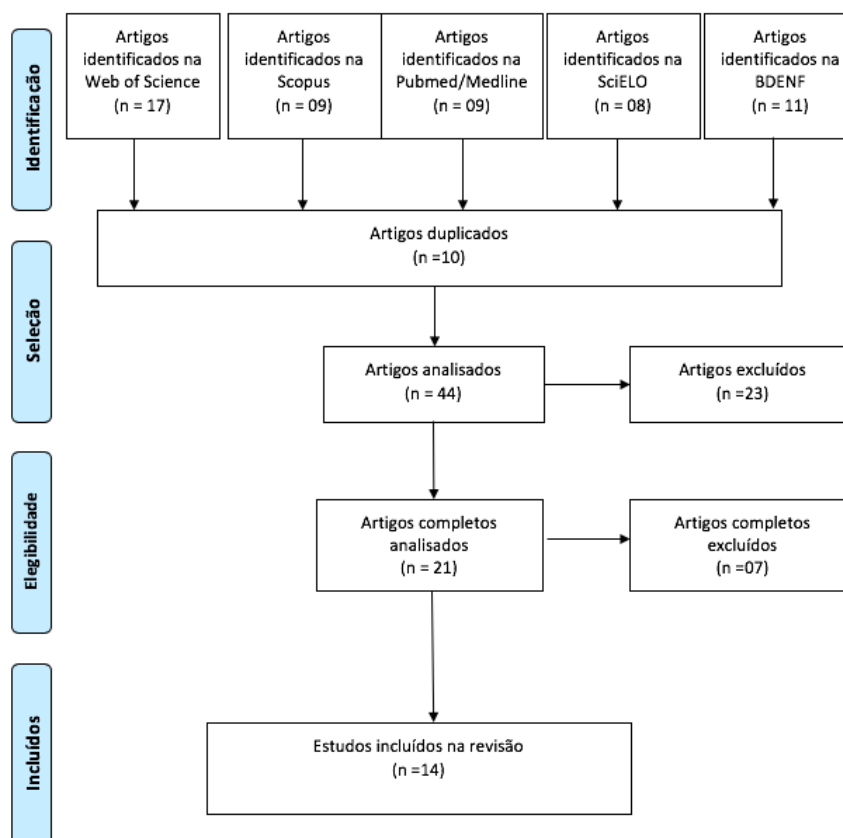 Identificação
Artigos
identificados na
Web of Science
(n = 17)
Artigos
identificados na
Scopus
(n = 09)
Artigos
identificados na
Pubmed/Medline
(n = 09)
Artigos
identificados na
SciELO
(n = 08)
Artigos
identificados na
BDENF
(n = 11)
Artigos duplicados
(n =10)
Seleção
Artigos analisados
(n = 44)
Artigos excluídos
(n =23)
Elegibilidade
Artigos completos
analisados
(n = 21)
Artigos completos
excluídos
(n =07)
Incluídos
Estudos incluídos na revisão
(n =14)